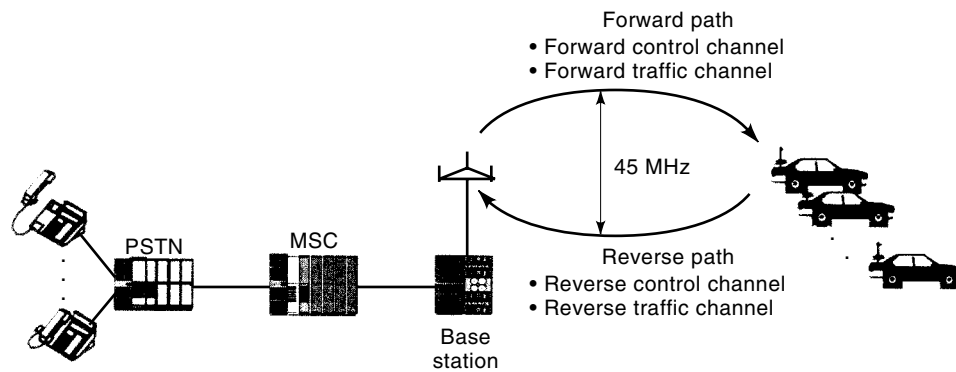 Forward path
• Forward control channel
• Forward traffic channel
45 MHz
PSTN
MSC
Reverse path
• Reverse control channel
• Reverse traffic channel
Base
station